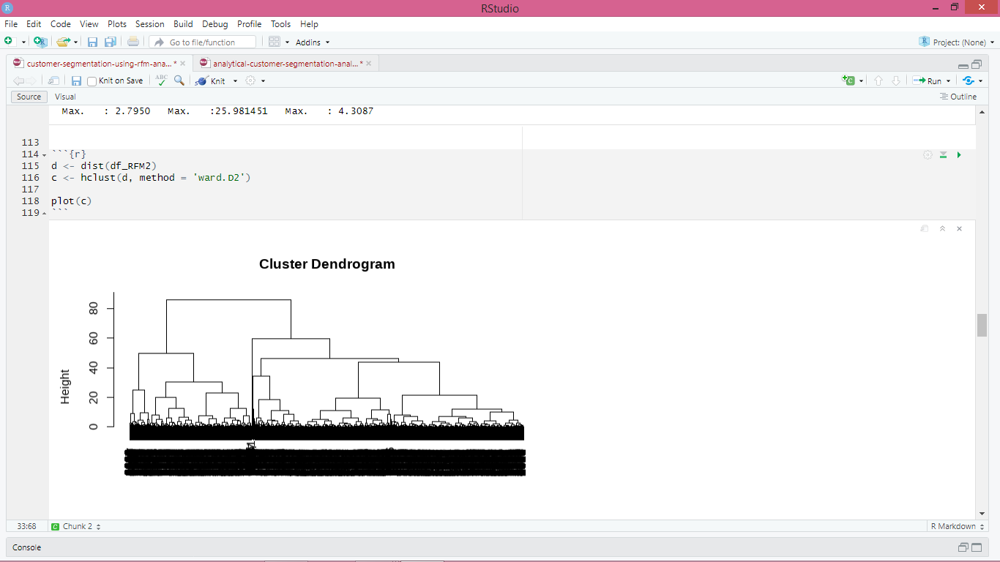 RStudio
File Edit Code View Plots Session Build Debug Profile Tools Help
Go to file/function Addins Project: (None)
customer-segmentation-using-rfm-ana...* analytical-customer-segmentation-anal...*
Knit on Save ABC Knit Run
Source Visual Outline
Max. : 2.7950 Max. :25.981451 Max. : 4.3087
113
114 ```{r}
115 d <- dist(df_RFM2)
116 c <- hclust(d, method = 'ward.D2')
117
118 plot(c)
119 ```
Cluster Dendrogram
Height
80
60
40
20
0
33:68 C Chunk 2 R Markdown
Console